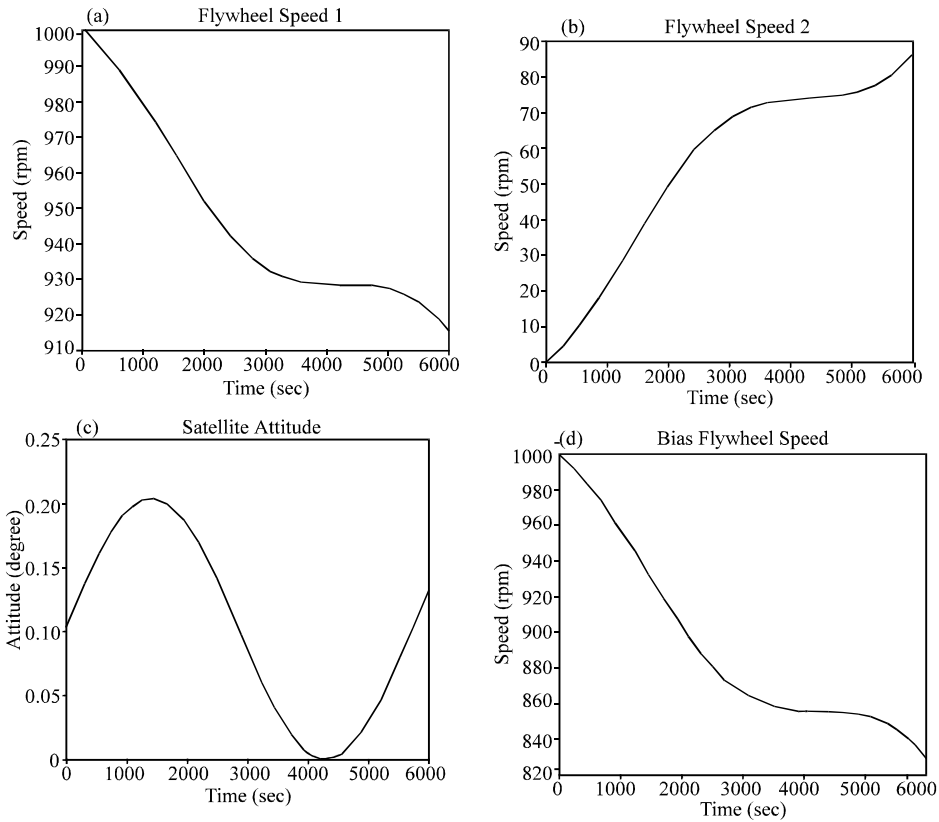 (a) Flywheel Speed 1
1000
990
980
970
960
950
940
930
920
910
Speed (rpm)
0 1000 2000 3000 4000 5000 6000
Time (sec)
(b) Flywheel Speed 2
90
80
70
60
50
40
30
20
10
0
Speed (rpm)
0 1000 2000 3000 4000 5000 6000
Time (sec)
(c) Satellite Attitude
0.25
0.20
0.15
0.10
0.05
0
Attitude (degree)
0 1000 2000 3000 4000 5000 6000
Time (sec)
(d) Bias Flywheel Speed
1000
980
960
940
920
900
880
860
840
820
Speed (rpm)
0 1000 2000 3000 4000 5000 6000
Time (sec)